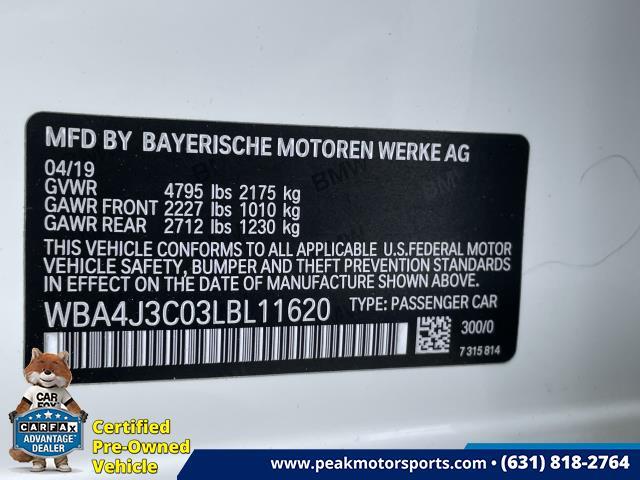 MFD BY BAYERISCHE MOTOREN WERKE AG
04/19
GVWR 4795 lbs 2175 kg
GAWR FRONT 2227 lbs 1010 kg
GAWR REAR 2712 lbs 1230 kg
THIS VEHICLE CONFORMS TO ALL APPLICABLE U.S.FEDERAL MOTOR
VEHICLE SAFETY, BUMPER, AND THEFT PREVENTION STANDARDS
IN EFFECT ON THE DATE OF MANUFACTURE SHOWN ABOVE.
WBA4J3C03LBL11620 TYPE: PASSENGER CAR
300/0
7 315 814
CAR
FOX
CARFAX
ADVANTAGE
DEALER
Certified
Pre-Owned
Vehicle
www.peakmotorsports.com • (631) 818-2764